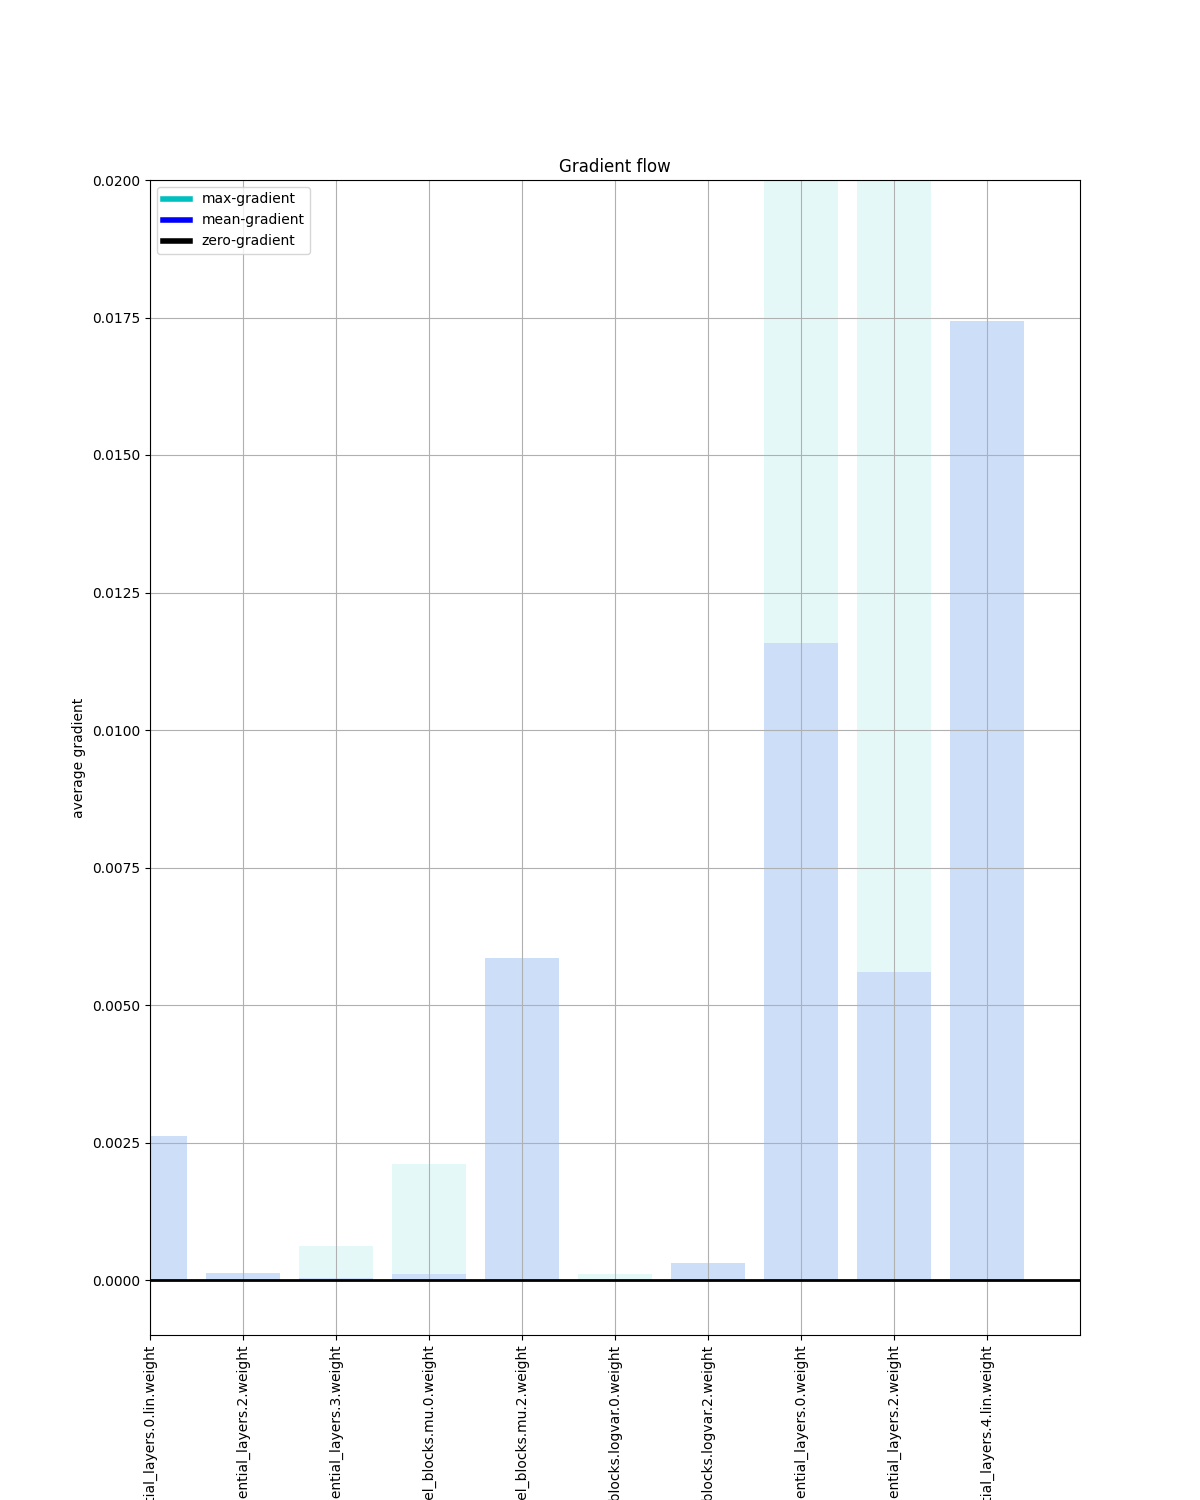 Gradient flow
max-gradient
mean-gradient
zero-gradient
0.0200
0.0175
0.0150
0.0125
0.0100
0.0075
0.0050
0.0025
0.0000
average gradient
tial_layers.0.lin.weight
ential_layers.2.weight
ential_layers.3.weight
el_blocks.mu.0.weight
el_blocks.mu.2.weight
blocks.logvar.0.weight
blocks.logvar.2.weight
ential_layers.0.weight
ential_layers.2.weight
tial_layers.4.lin.weight